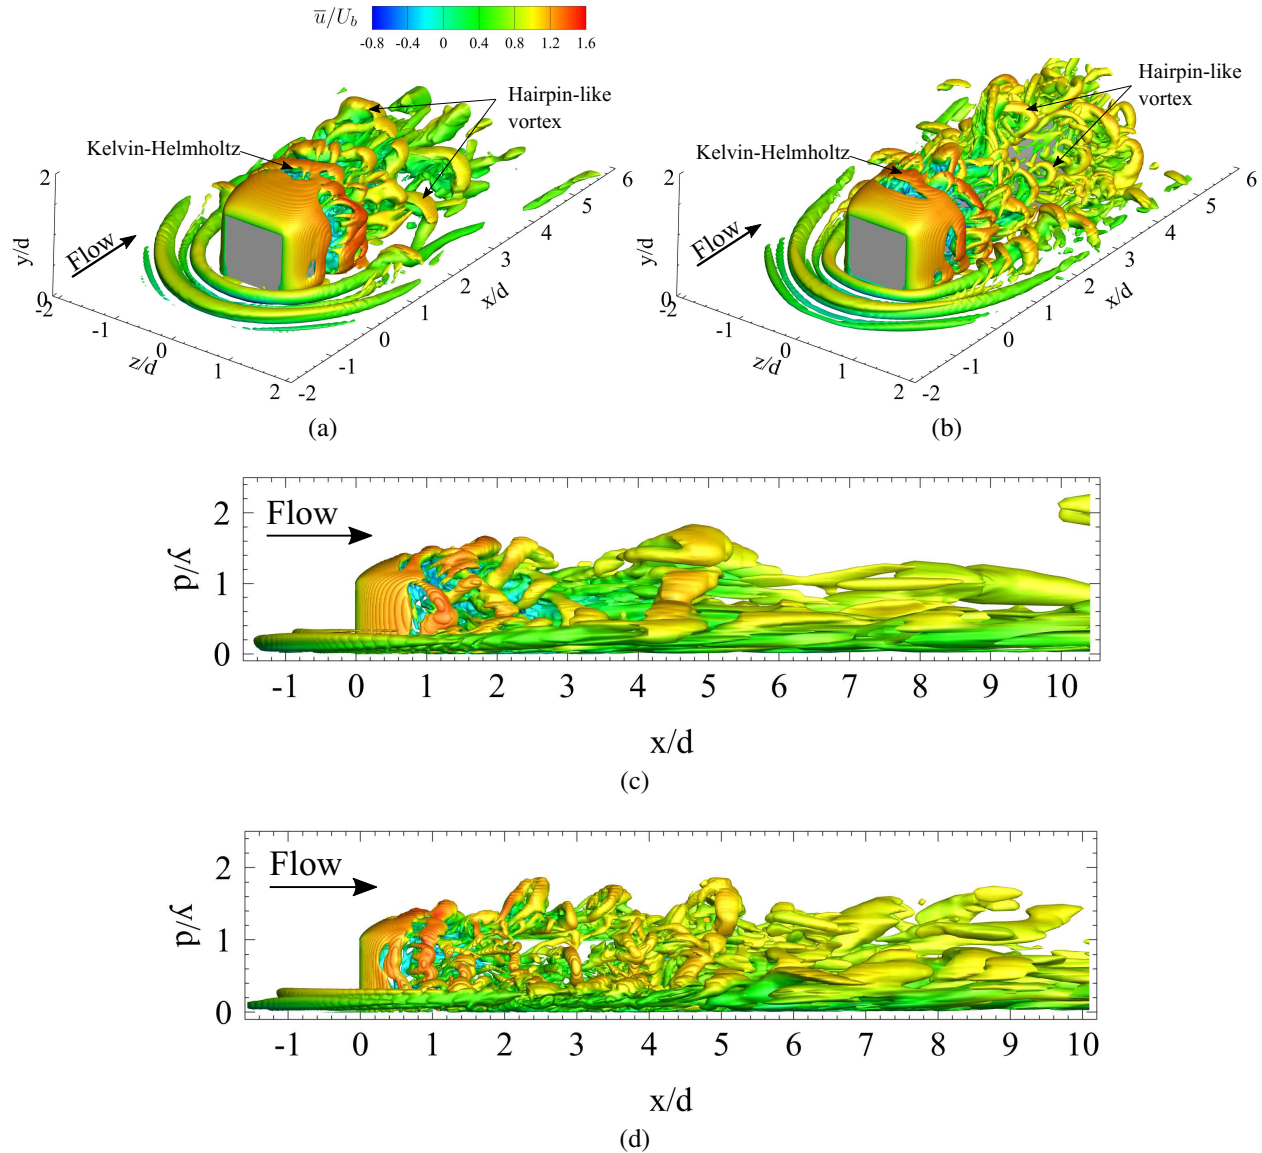 u̅/U_b
-0.8 -0.4 0 0.4 0.8 1.2 1.6
Hairpin-like
vortex
Kelvin-Helmholtz
2
y/d
Flow
0
-2
-1
0
z/d
1
2
-2
-1
0
1
2
x/d
3
4
5
6
(a)
Hairpin-like
vortex
Kelvin-Helmholtz
2
y/d
Flow
0
-2
-1
0
z/d
1
2
-2
-1
0
1
2
x/d
3
4
5
6
(b)
Flow
2
1
0
y/d
-1 0 1 2 3 4 5 6 7 8 9 10
x/d
(c)
Flow
2
1
0
y/d
-1 0 1 2 3 4 5 6 7 8 9 10
x/d
(d)